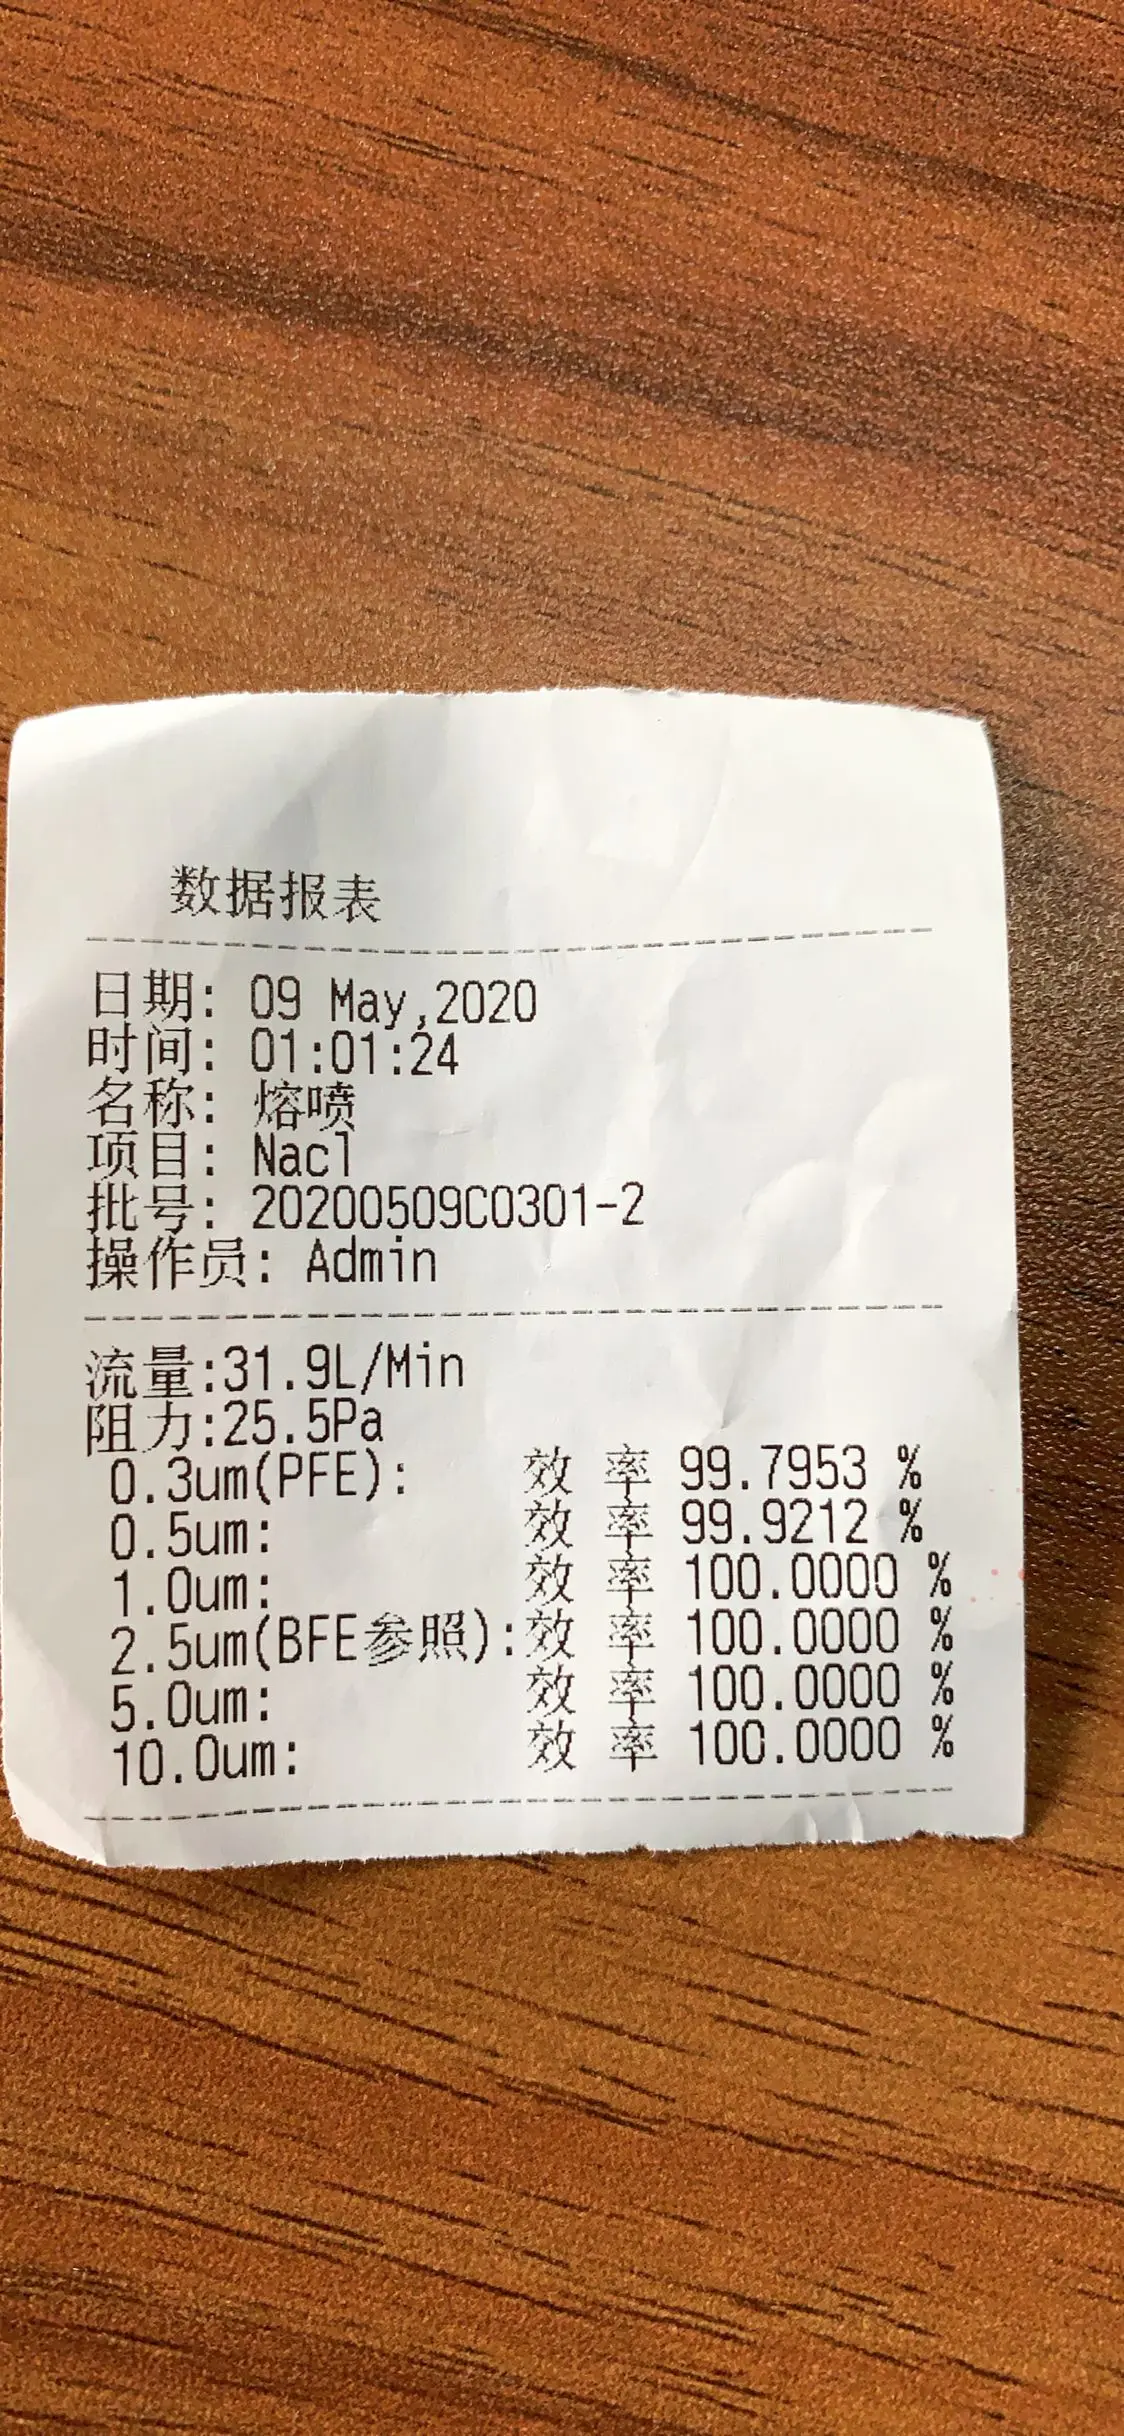 数据报表
日期: 09 May,2020
时间: 01:01:24
名称: 熔喷
项目: Nacl
批号: 20200509C0301-2
操作员: Admin
流量:31.9L/Min
阻力:25.5Pa
0.3um(PFE): 效 率 99.7953 %
0.5um: 效 率 99.9212 %
1.0um: 效 率 100.0000 %
2.5um(BFE参照):效 率 100.0000 %
5.0um: 效 率 100.0000 %
10.0um: 效 率 100.0000 %